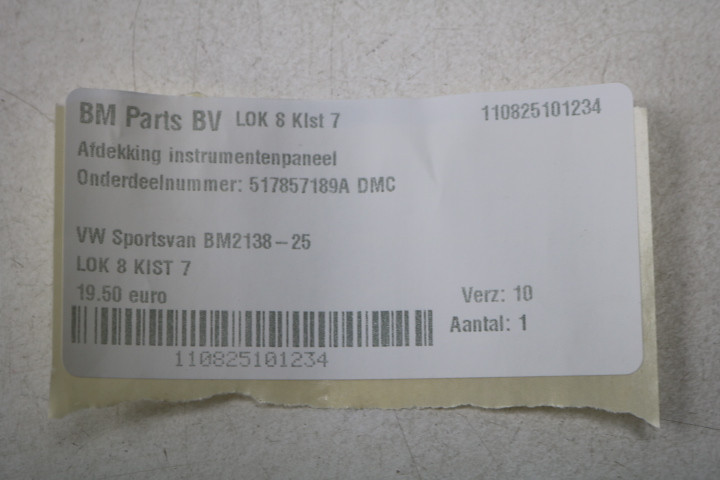 BM Parts BV LOK 8 KIst 7 110825101234
Afdekking instrumentenpaneel
Onderdeelnummer: 517857189A DMC
VW Sportsvan BM2138-25
LOK 8 KIST 7
19.50 euro Verz: 10
Aantal: 1
110825101234